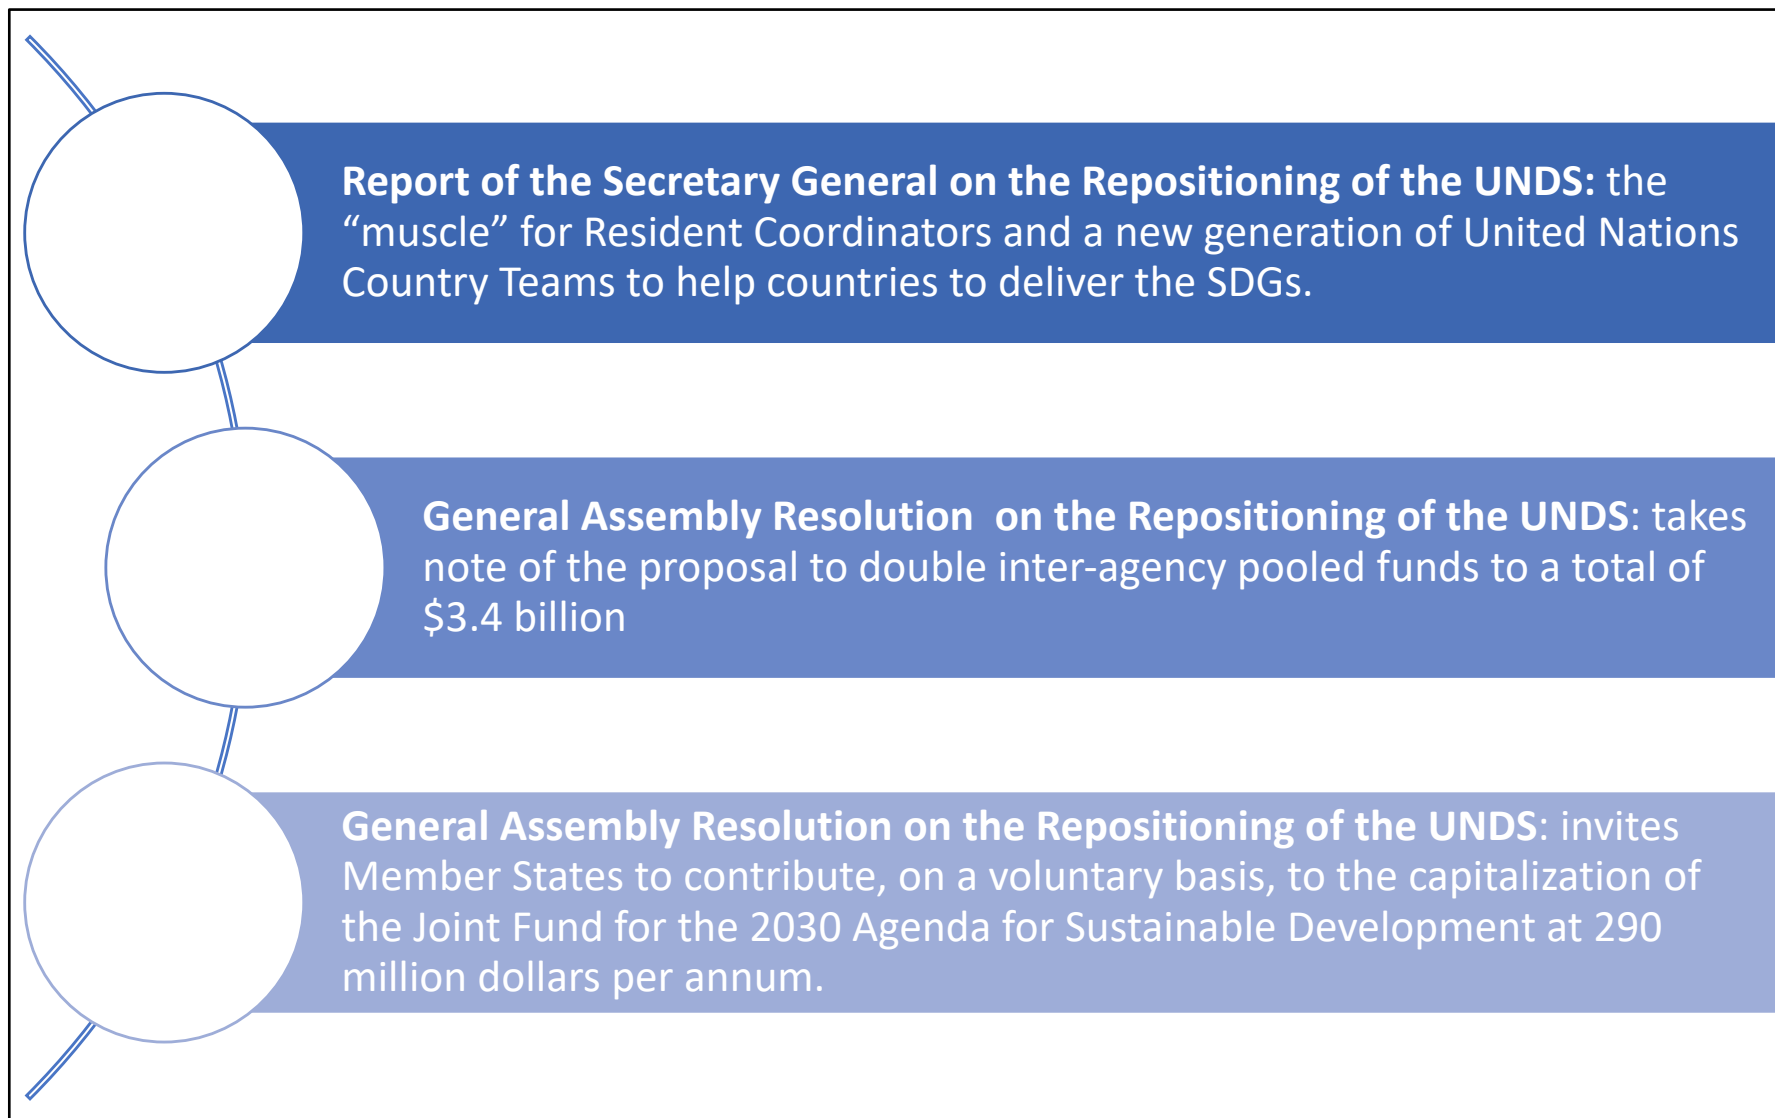 Report of the Secretary General on the Repositioning of the UNDS: the
“muscle” for Resident Coordinators and a new generation of United Nations
Country Teams to help countries to deliver the SDGs.
General Assembly Resolution  on the Repositioning of the UNDS: takes
note of the proposal to double inter-agency pooled funds to a total of
$3.4 billion
General Assembly Resolution on the Repositioning of the UNDS: invites
Member States to contribute, on a voluntary basis, to the capitalization of
the Joint Fund for the 2030 Agenda for Sustainable Development at 290
million dollars per annum.